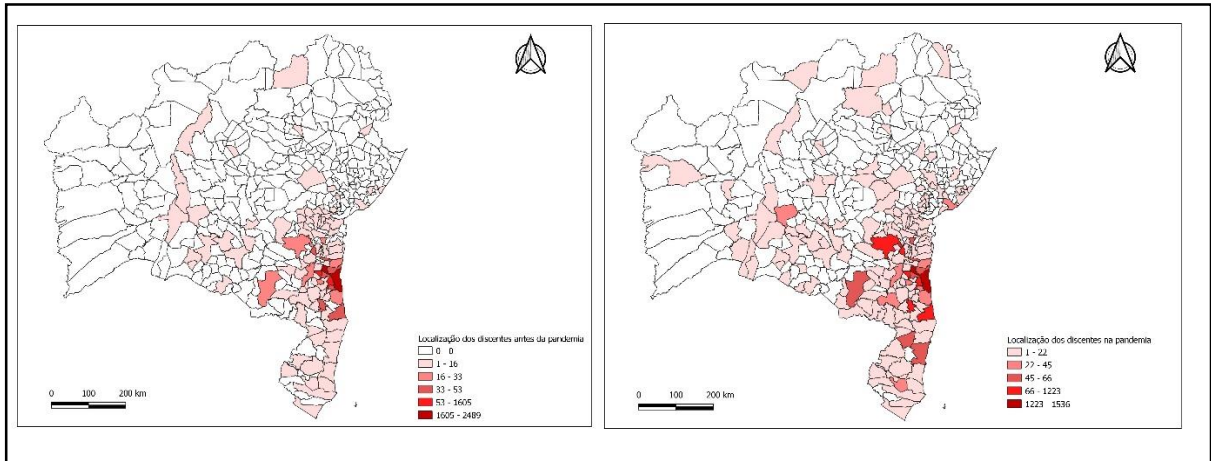 Localização dos discentes antes da pandemia
0 0
1 - 16
16 - 33
33 - 53
53 - 1605
1605 - 2489
0 100 200 km
Localização dos discentes na pandemia
1 - 22
22 - 45
45 - 66
66 - 1223
1223 1536
0 100 200 km